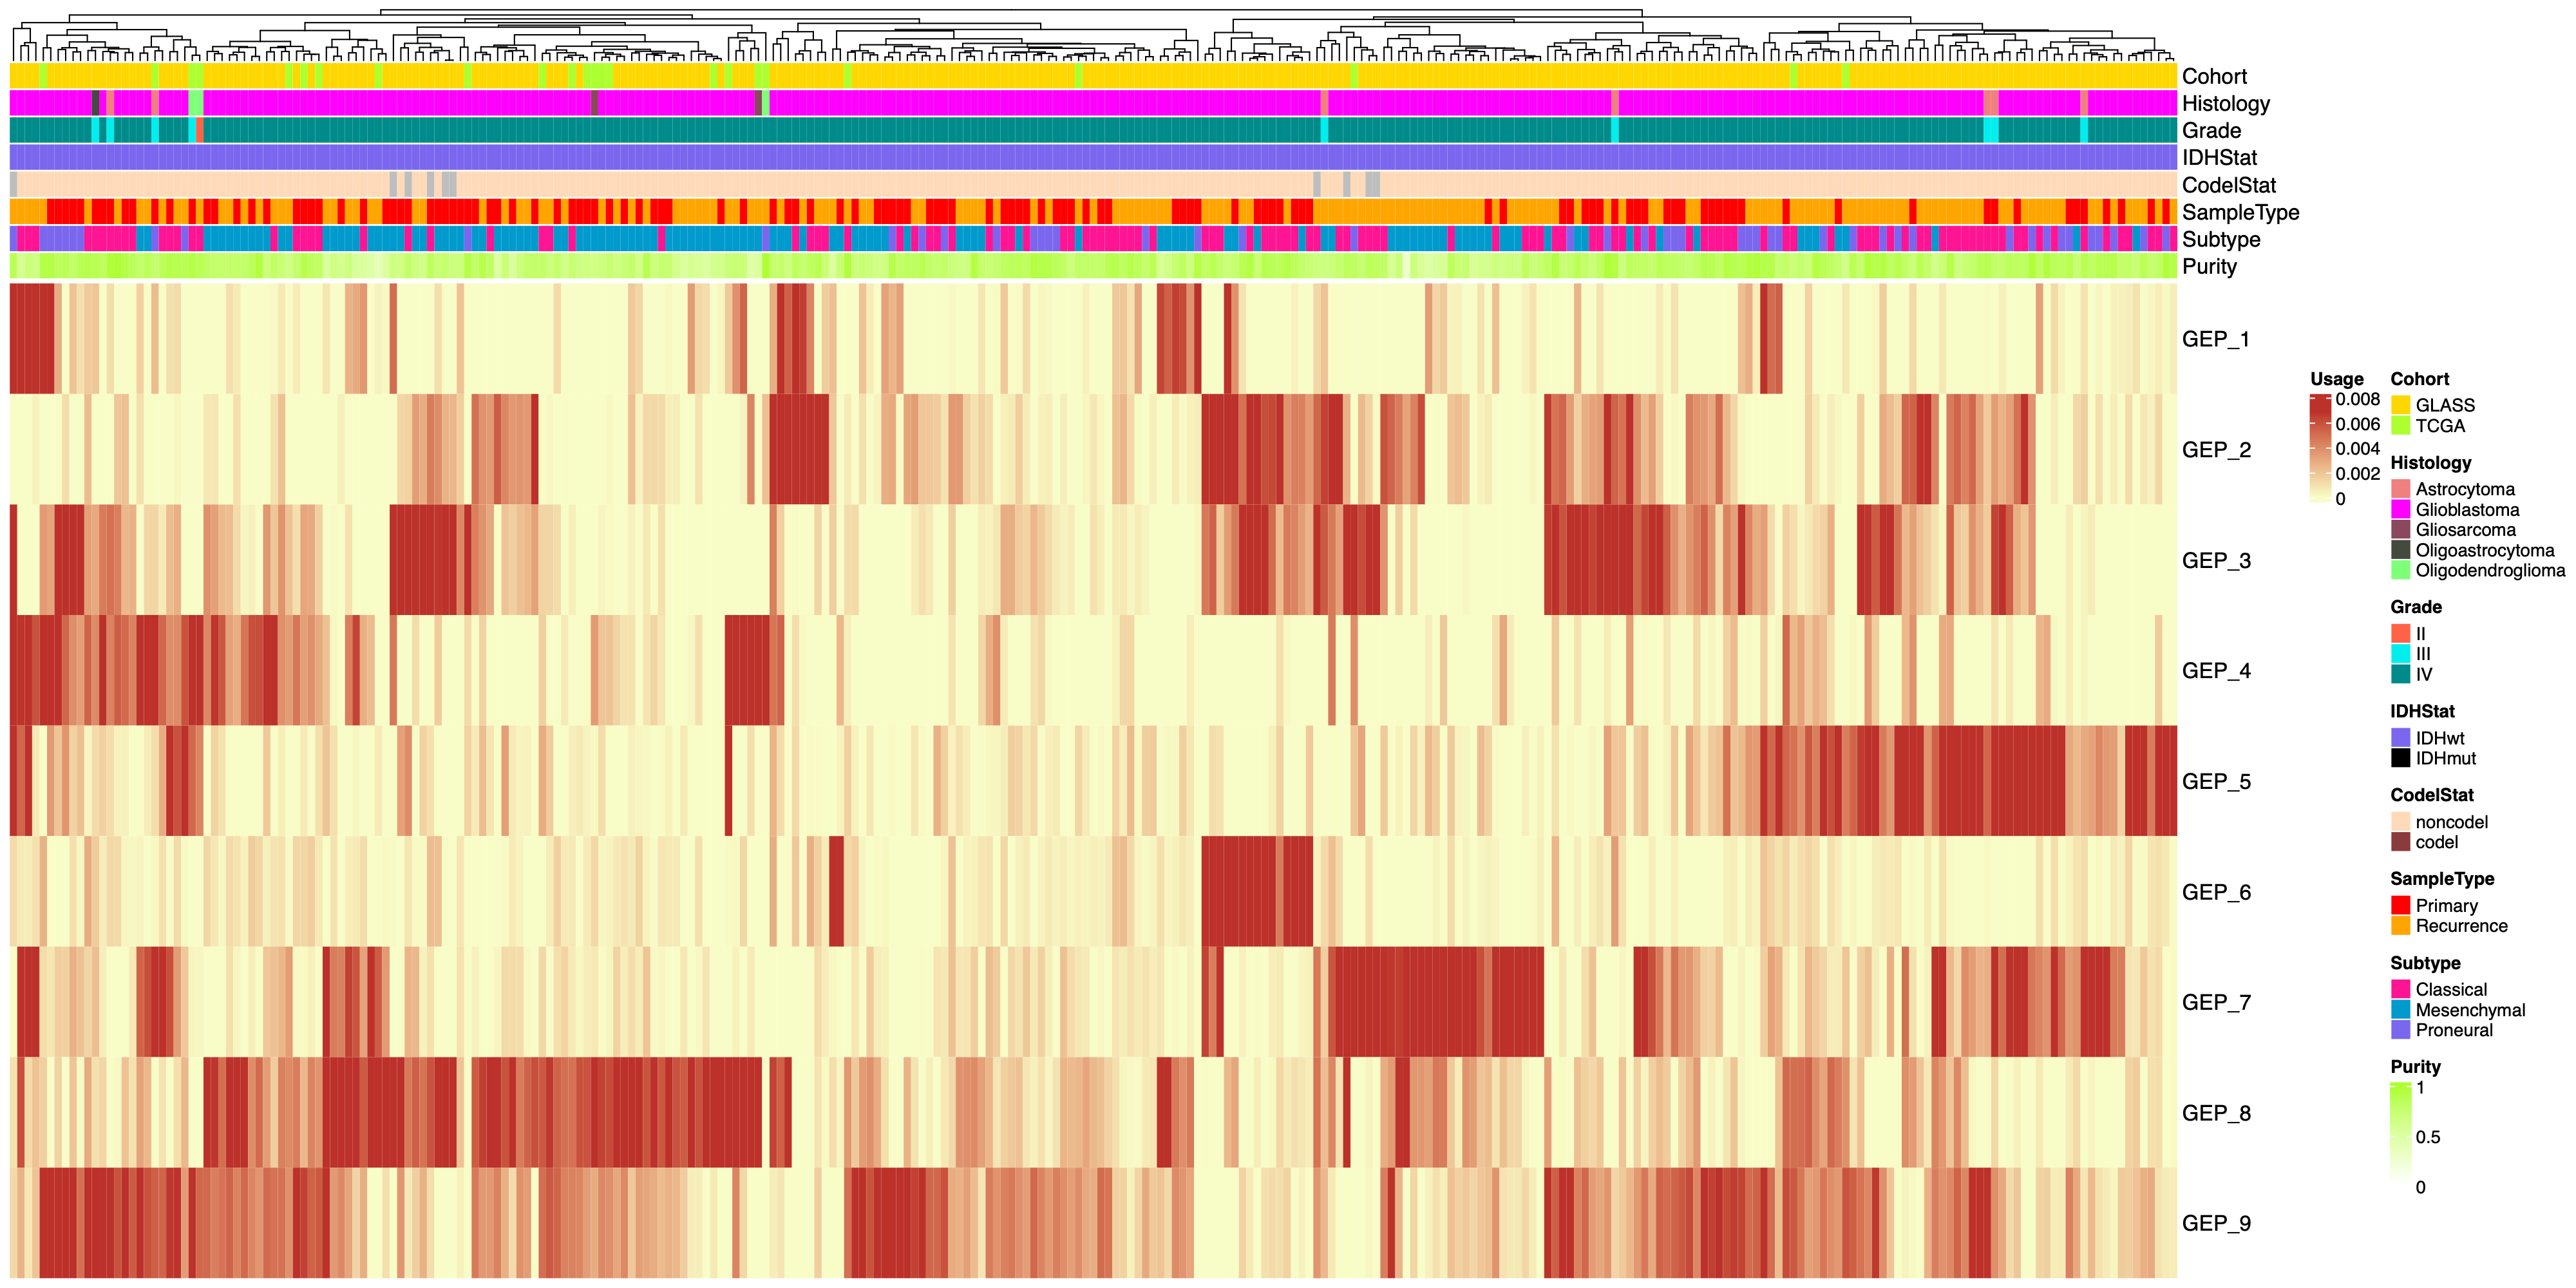 Cohort
Histology
Grade
IDHStat
CodelStat
SampleType
Subtype
Purity
GEP_1
GEP_2
GEP_3
GEP_4
GEP_5
GEP_6
GEP_7
GEP_8
GEP_9
Usage
0.008
0.006
0.004
0.002
0
Cohort
GLASS
TCGA
Histology
Astrocytoma
Glioblastoma
Gliosarcoma
Oligoastrocytoma
Oligodendroglioma
Grade
II
III
IV
IDHStat
IDHwt
IDHmut
CodelStat
noncodel
codel
SampleType
Primary
Recurrence
Subtype
Classical
Mesenchymal
Proneural
Purity
1
0.5
0